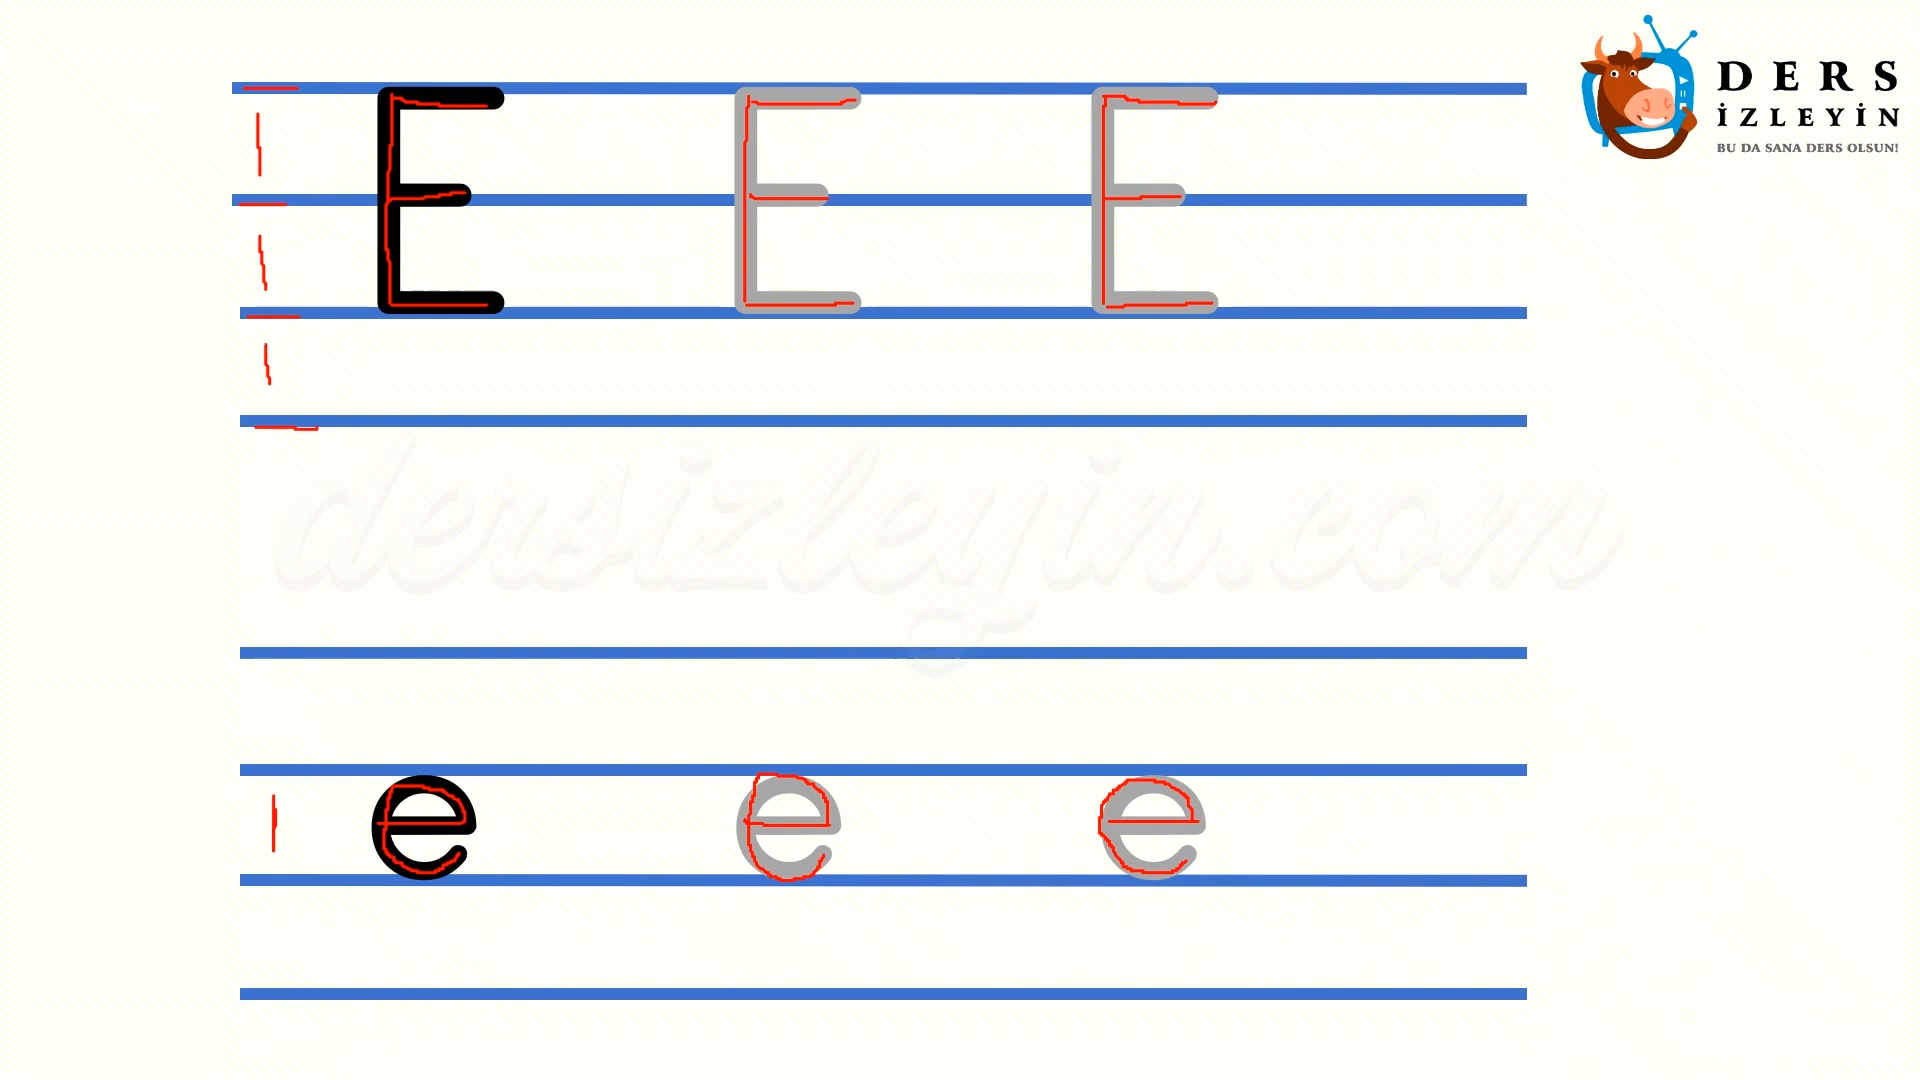 DERS
İZLEYİN
BU DA SANA DERS OLSUN!
E E E
dersizleyin.com
e e e